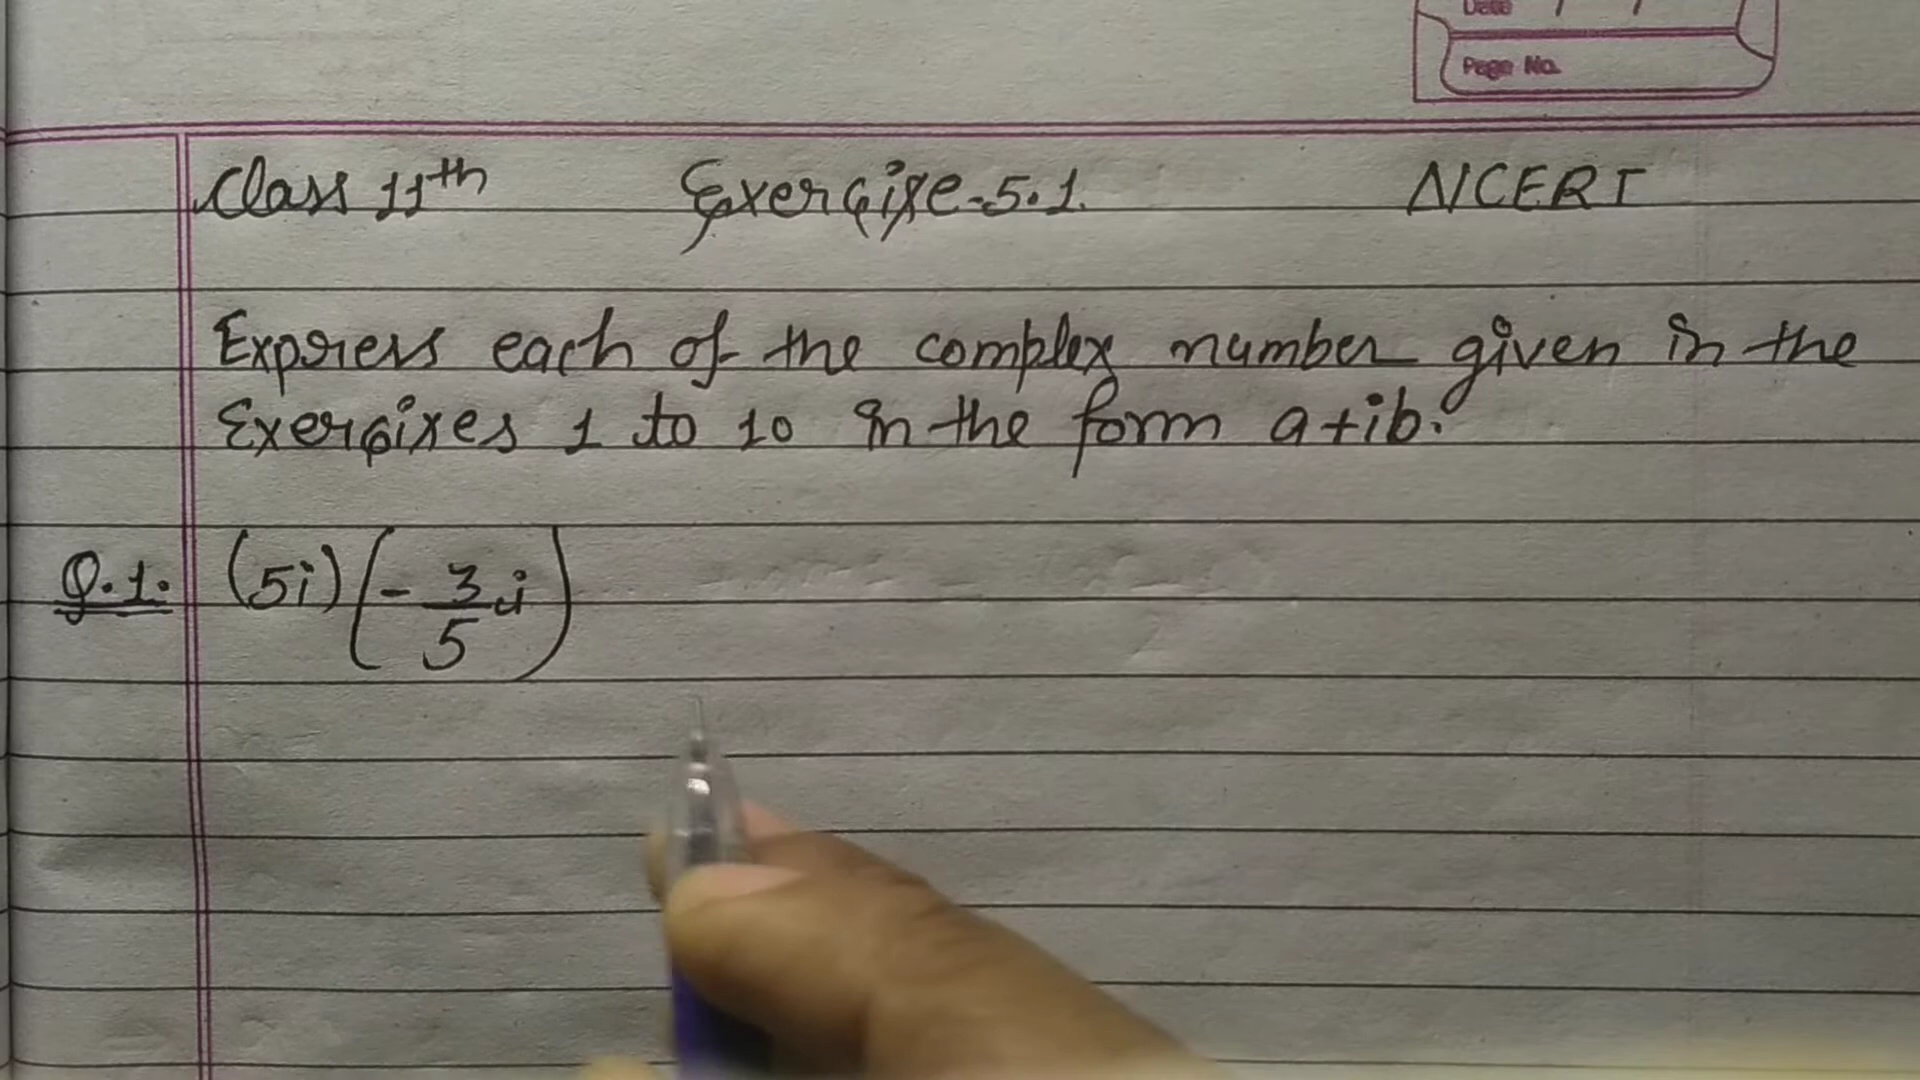 Date / /
Page No.
Class 11th Exercise-5.1. NCERT
Express each of the complex number given in the
Exercises 1 to 10 in the form a+ib.
Q.1. (5i)(-3/5 i)